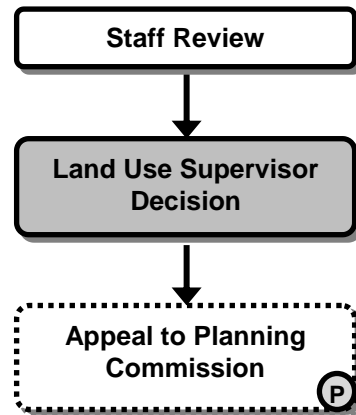 Staff Review
Land Use Supervisor
Decision
Appeal to Planning
Commission
P